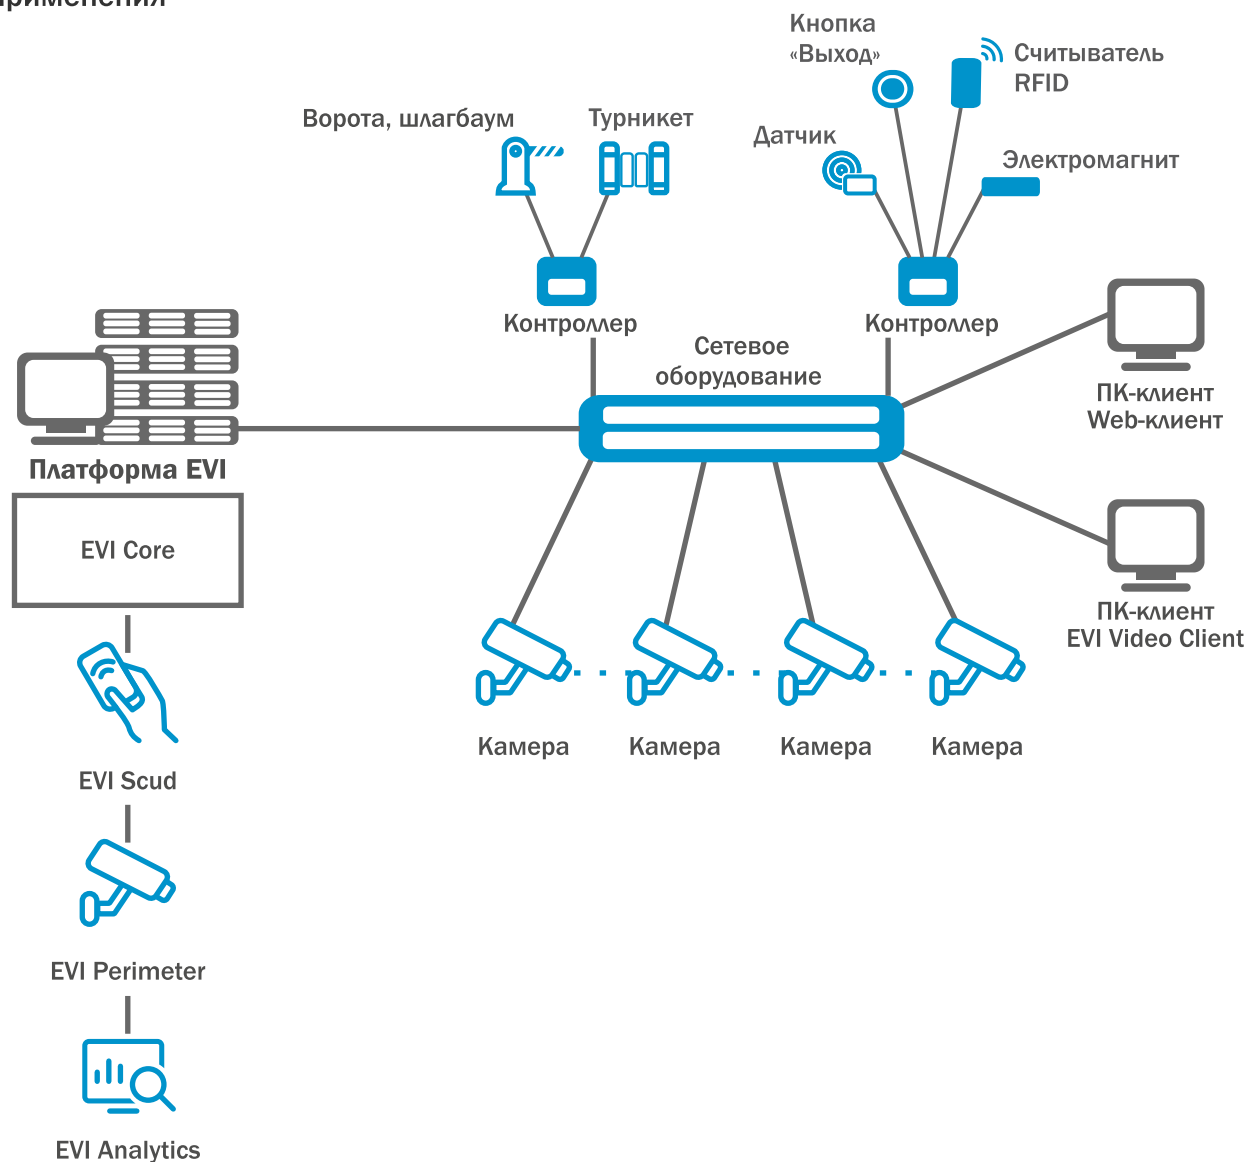 применения
Кнопка
«Выход»
Считыватель
RFID
Ворота, шлагбаум
Турникет
Датчик
Электромагнит
Контроллер
Контроллер
Сетевое
оборудование
ПК-клиент
Web-клиент
Платформа EVI
EVI Core
ПК-клиент
EVI Video Client
Камера
Камера
Камера
Камера
EVI Scud
EVI Perimeter
EVI Analytics